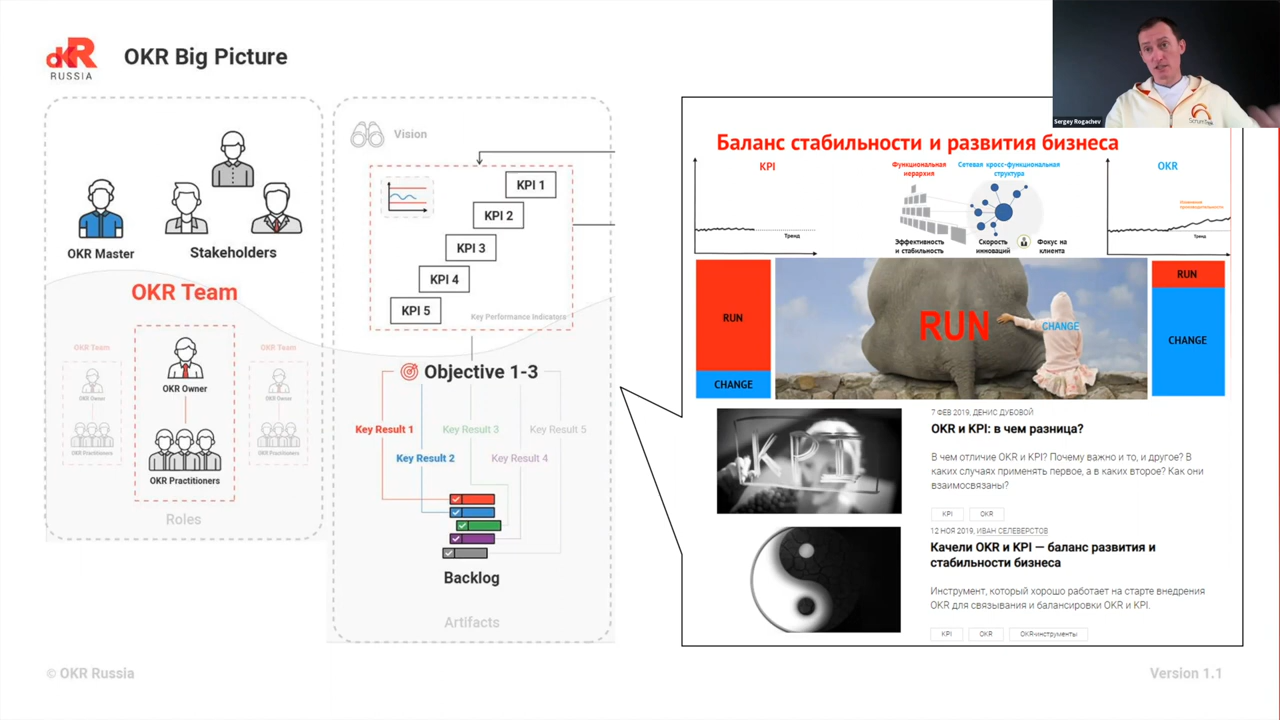 OKR
RUSSIA
OKR Big Picture
Sergey Rogachev
OKR Master
Stakeholders
OKR Team
OKR Team
OKR Owner
OKR Practitioners
OKR Owner
OKR Practitioners
OKR Team
OKR Owner
OKR Practitioners
Roles
Vision
KPI 1
KPI 2
KPI 3
KPI 4
KPI 5
Key Performance Indicators
Objective 1-3
Key Result 1
Key Result 3
Key Result 5
Key Result 2
Key Result 4
Backlog
Artifacts
Баланс стабильности и развития бизнеса
KPI
Тренд
Функциональная
иерархия
Сетевая кросс-функциональная
структура
Эффективность
и стабильность
Скорость
инноваций
Фокус на
клиента
OKR
Изменение
производительности
Тренд
RUN
CHANGE
RUN
CHANGE
RUN
CHANGE
KPI
7 ФЕВ 2019, ДЕНИС ДУБОВОЙ
OKR и KPI: в чем разница?
В чем отличие OKR и KPI? Почему важно и то, и другое? В
каких случаях применять первое, а в каких второе? Как они
взаимосвязаны?
KPI
OKR
12 НОЯ 2019, ИВАН СЕЛЕВЕРСТОВ
Качели OKR и KPI — баланс развития и
стабильности бизнеса
Инструмент, который хорошо работает на старте внедрения
OKR для связывания и балансировки OKR и KPI.
KPI
OKR
OKR-инструменты
© OKR Russia
Version 1.1